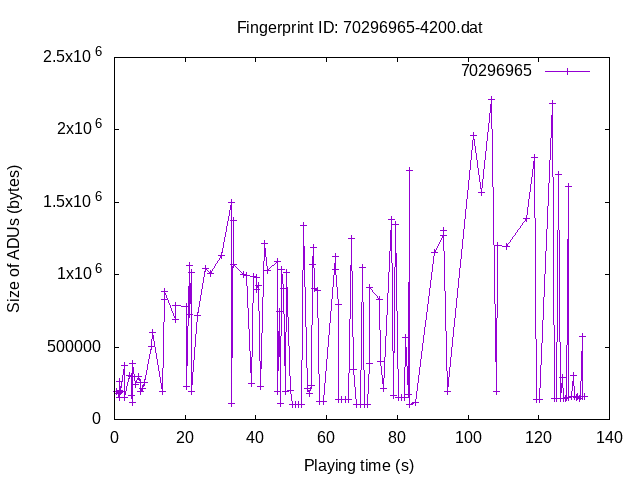 Fingerprint ID: 70296965-4200.dat
2.5x10^6
70296965
2x10^6
1.5x10^6
1x10^6
500000
0
Size of ADUs (bytes)
0 20 40 60 80 100 120 140
Playing time (s)